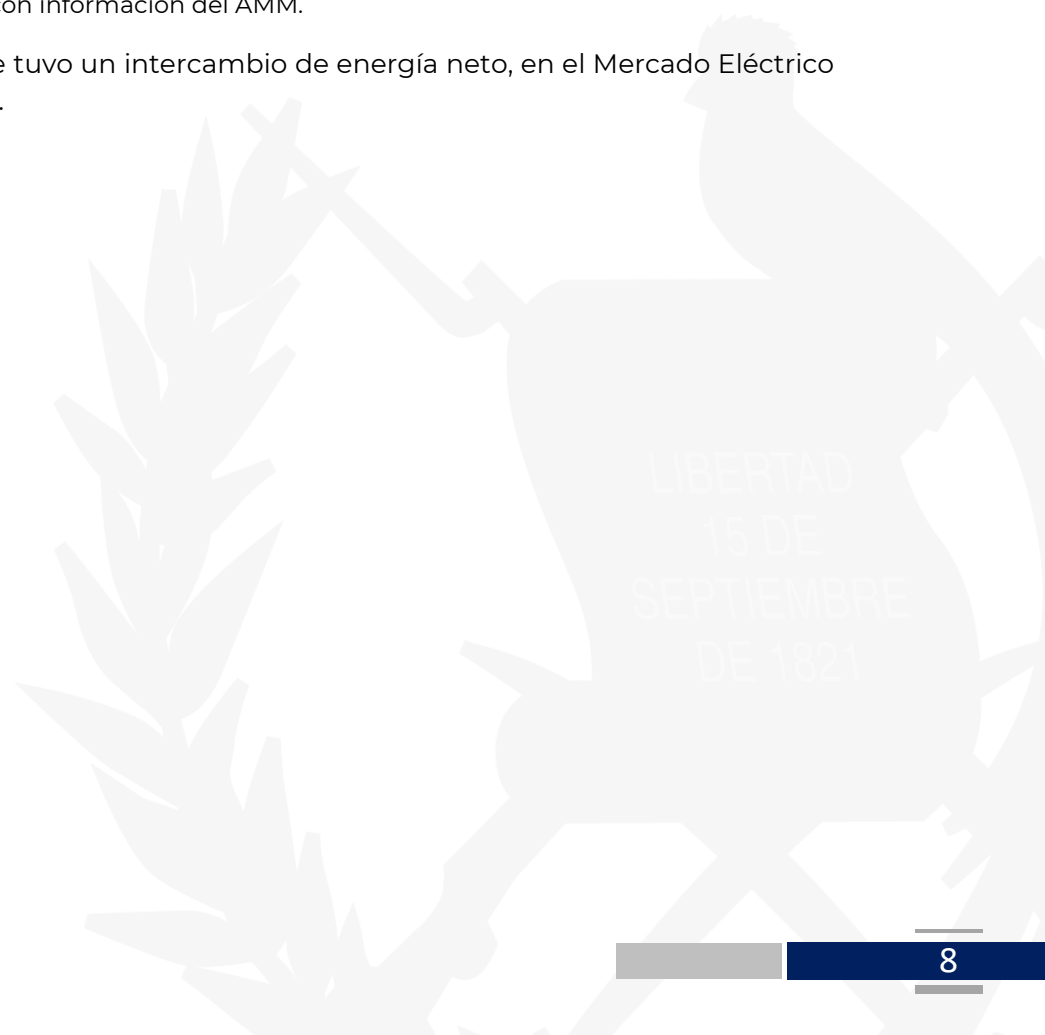 con información del AMM.
e tuvo un intercambio de energía neto, en el Mercado Eléctrico
.
LIBERTAD
15 DE
SEPTIEMBRE
DE 1821
8